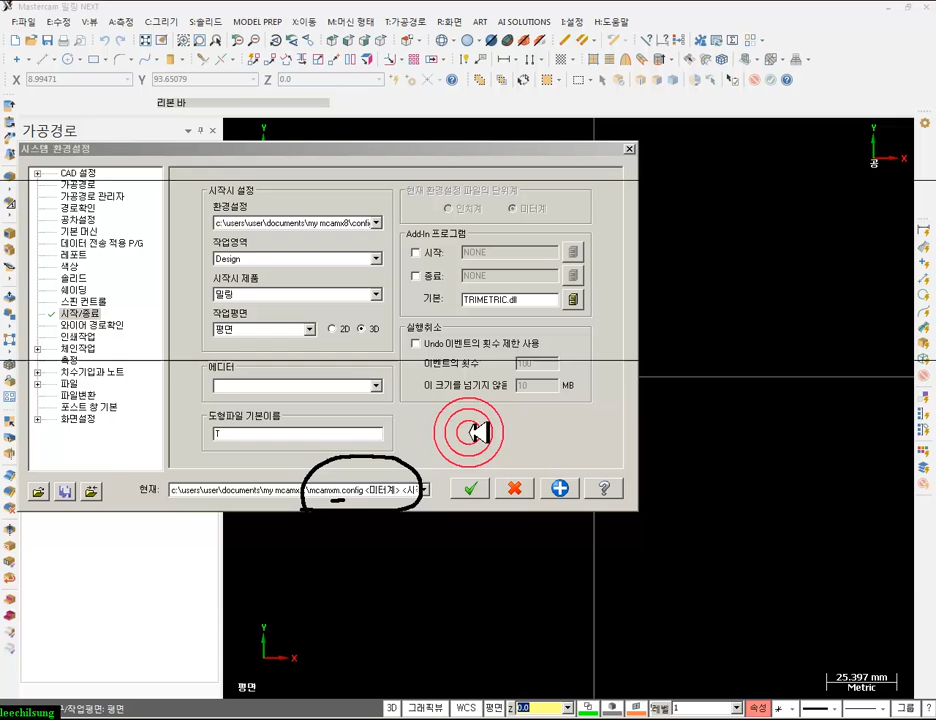 Mastercam 밀링 NEXT
F:파일 E:수정 V:뷰 A:측정 C:그리기 S:솔리드 MODEL PREP X:이동 M:머신 형태 T:가공경로 R:화면 ART AI SOLUTIONS I:설정 H:도움말
X 8.99471 Y 93.65079 Z 0.0
리본 바
가공경로
시스템 환경설정
CAD 설정
가공경로
가공경로 관리자
경로확인
공차설정
기본 머신
데이터 전송 적용 P/G
레포트
색상
솔리드
쉐이딩
스핀 컨트롤
시작/종료
와이어 경로확인
인쇄작업
체인작업
측정
치수기입과 노트
파일
파일변환
포스트 창 기본
화면설정
시작시 설정
환경설정
c:\users\user\documents\my mcamx8\config
작업영역
Design
시작시 제품
밀링
작업평면
평면 2D 3D
에디터
도형파일 기본이름
T
현재 환경설정 파일의 단위계
인치계 미터계
Add-In 프로그램
시작: NONE
종료: NONE
기본: TRIMETRIC.dll
실행취소
Undo 이벤트의 횟수 제한 사용
이벤트의 횟수 100
이 크기를 넘기지 않음 10 MB
현재: c:\users\user\documents\my mcamx \mcamxm.config <미터계> <시
Y
Y
X
공
Y
X
평면
25.397 mm
Metric
leechilsung
/작업평면: 평면
3D 그래픽뷰 WCS 평면 Z 0.0 레벨 1 속성 그룹 ?